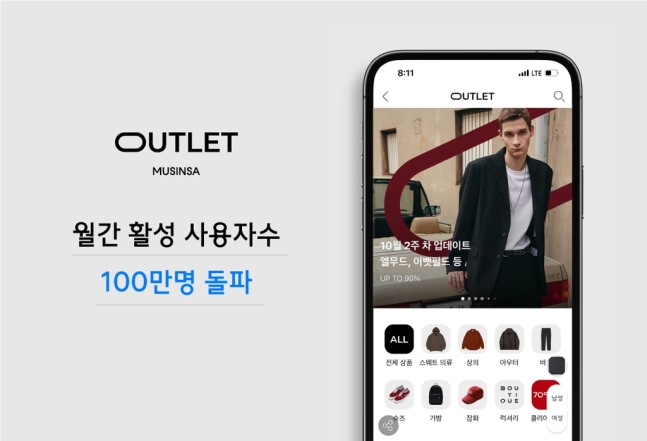 OUTLET
MUSINSA
월간 활성 사용자수
100만명 돌파
8:11
LTE
OUTLET
10월 2주 차 업데이트
엘무드, 이벳필드 등
UP TO 90%
ALL
전체 상품
스웨트 의류
상의
아우터
바
BOUTIQUE
70
슈즈
가방
잡화
럭셔리
클리어
남성
여성